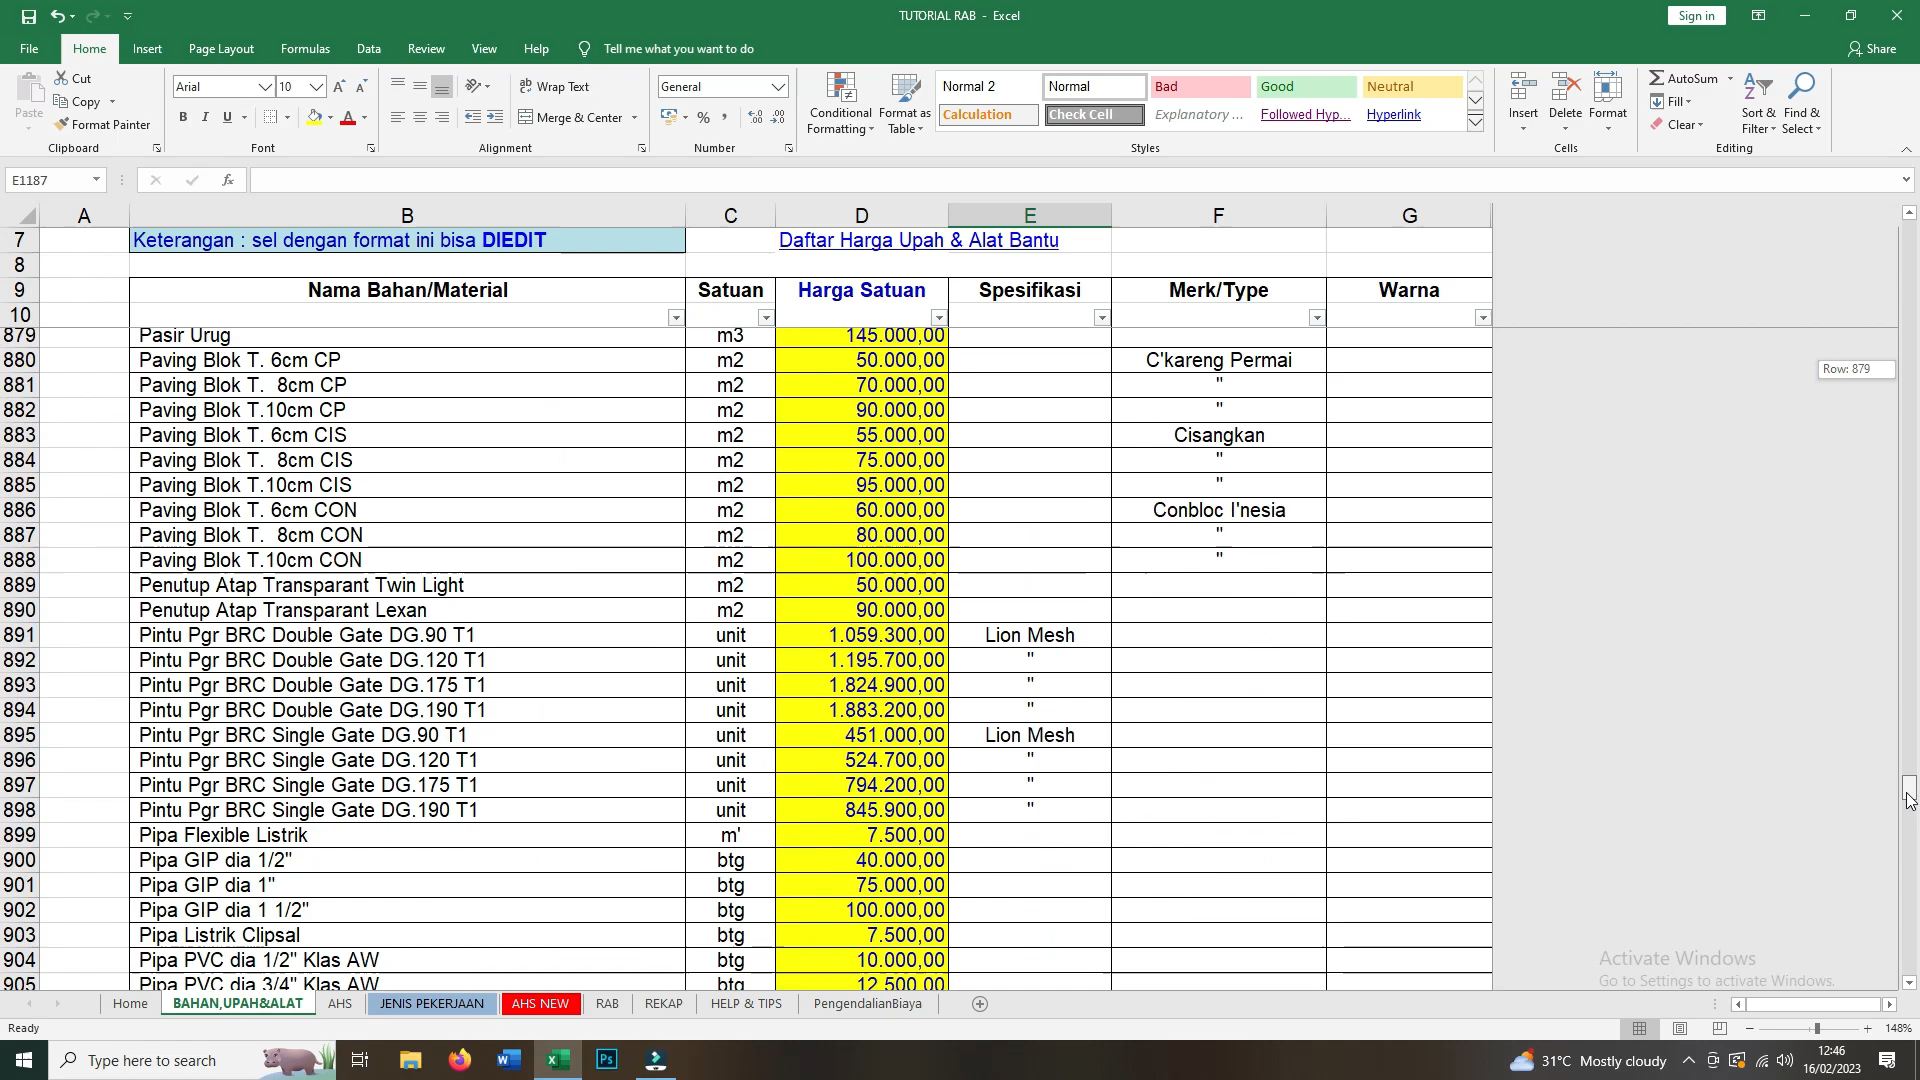 TUTORIAL RAB - Excel
Sign in
File Home Insert Page Layout Formulas Data Review View Help Tell me what you want to do Share
Paste
Cut
Copy
Format Painter
Clipboard
Arial 10 A A
B I U A
Font
Wrap Text
Merge & Center
Alignment
General
% ,
Number
Conditional Formatting
Format as Table
Normal 2 Normal Bad Good Neutral
Calculation Check Cell Explanatory ... Followed Hyp... Hyperlink
Styles
Insert Delete Format
Cells
AutoSum
Fill
Clear
Sort & Filter
Find & Select
Editing
E1187 fx
A B C D E F G
7 Keterangan : sel dengan format ini bisa DIEDIT Daftar Harga Upah & Alat Bantu
8
9 Nama Bahan/Material Satuan Harga Satuan Spesifikasi Merk/Type Warna
10
879 Pasir Urug m3 145.000,00
880 Paving Blok T. 6cm CP m2 50.000,00 C'kareng Permai
881 Paving Blok T.  8cm CP m2 70.000,00 "
882 Paving Blok T.10cm CP m2 90.000,00 "
883 Paving Blok T. 6cm CIS m2 55.000,00 Cisangkan
884 Paving Blok T.  8cm CIS m2 75.000,00 "
885 Paving Blok T.10cm CIS m2 95.000,00 "
886 Paving Blok T. 6cm CON m2 60.000,00 Conbloc I'nesia
887 Paving Blok T.  8cm CON m2 80.000,00 "
888 Paving Blok T.10cm CON m2 100.000,00 "
889 Penutup Atap Transparant Twin Light m2 50.000,00
890 Penutup Atap Transparant Lexan m2 90.000,00
891 Pintu Pgr BRC Double Gate DG.90 T1 unit 1.059.300,00 Lion Mesh
892 Pintu Pgr BRC Double Gate DG.120 T1 unit 1.195.700,00 "
893 Pintu Pgr BRC Double Gate DG.175 T1 unit 1.824.900,00 "
894 Pintu Pgr BRC Double Gate DG.190 T1 unit 1.883.200,00 "
895 Pintu Pgr BRC Single Gate DG.90 T1 unit 451.000,00 Lion Mesh
896 Pintu Pgr BRC Single Gate DG.120 T1 unit 524.700,00 "
897 Pintu Pgr BRC Single Gate DG.175 T1 unit 794.200,00 "
898 Pintu Pgr BRC Single Gate DG.190 T1 unit 845.900,00 "
899 Pipa Flexible Listrik m' 7.500,00
900 Pipa GIP dia 1/2" btg 40.000,00
901 Pipa GIP dia 1" btg 75.000,00
902 Pipa GIP dia 1 1/2" btg 100.000,00
903 Pipa Listrik Clipsal btg 7.500,00
904 Pipa PVC dia 1/2" Klas AW btg 10.000,00
905 Pipa PVC dia 3/4" Klas AW btg 12.500,00
Row: 879
Activate Windows
Go to Settings to activate Windows.
Home BAHAN,UPAH&ALAT AHS JENIS PEKERJAAN AHS NEW RAB REKAP HELP & TIPS PengendalianBiaya
Ready 148%
Type here to search
31°C Mostly cloudy
12:46
16/02/2023